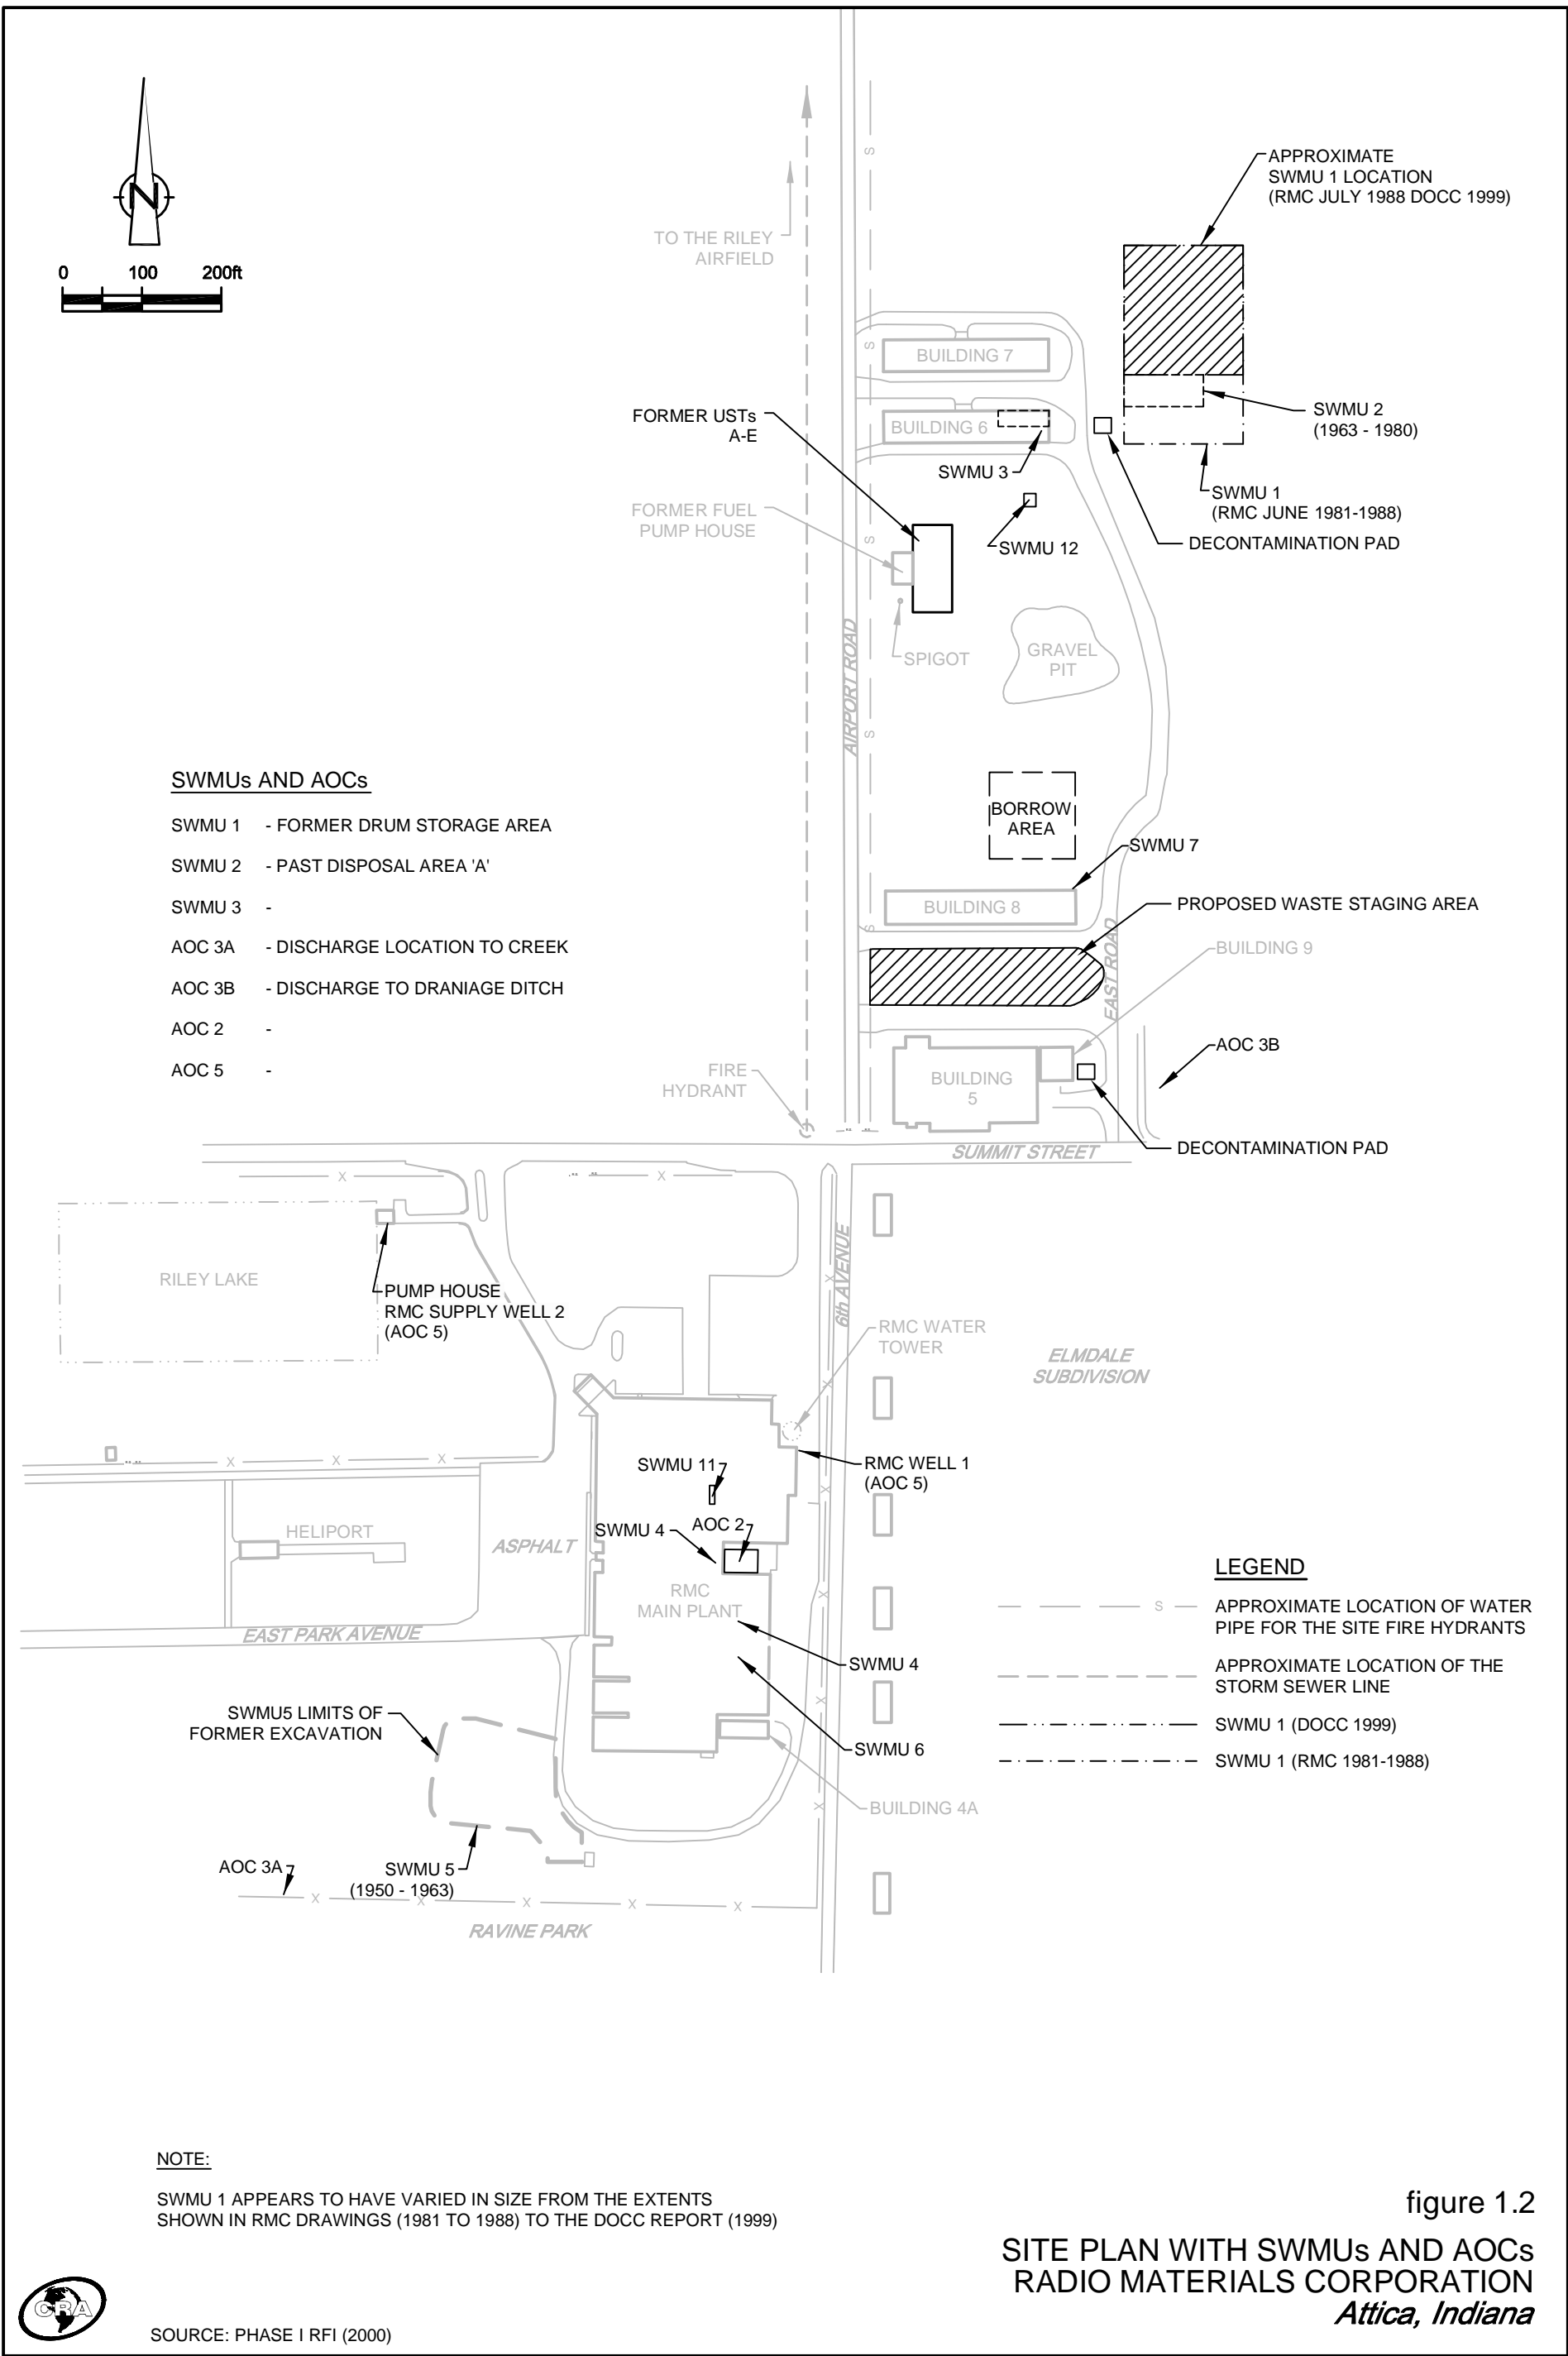 N
0 100 200ft
TO THE RILEY
AIRFIELD
S
APPROXIMATE
SWMU 1 LOCATION
(RMC JULY 1988 DOCC 1999)
BUILDING 7
S
FORMER USTs
A-E
BUILDING 6
SWMU 2
(1963 - 1980)
SWMU 3
SWMU 1
(RMC JUNE 1981-1988)
FORMER FUEL
PUMP HOUSE
S
SWMU 12
DECONTAMINATION PAD
SPIGOT
GRAVEL
PIT
AIRPORT ROAD
S
BORROW
AREA
SWMU 7
BUILDING 8
PROPOSED WASTE STAGING AREA
S
BUILDING 9
EAST ROAD
SWMUs AND AOCs
SWMU 1 - FORMER DRUM STORAGE AREA
SWMU 2 - PAST DISPOSAL AREA 'A'
SWMU 3 -
AOC 3A - DISCHARGE LOCATION TO CREEK
AOC 3B - DISCHARGE TO DRANIAGE DITCH
AOC 2 -
AOC 5 -
FIRE
HYDRANT
BUILDING
5
AOC 3B
DECONTAMINATION PAD
SUMMIT STREET
X X
RILEY LAKE
PUMP HOUSE
RMC SUPPLY WELL 2
(AOC 5)
6th AVENUE
X
RMC WATER
TOWER
ELMDALE
SUBDIVISION
X
X X X
SWMU 11
RMC WELL 1
(AOC 5)
X
HELIPORT
ASPHALT
SWMU 4
AOC 2
RMC
MAIN PLANT
X
EAST PARK AVENUE
SWMU 4
X
SWMU5 LIMITS OF
FORMER EXCAVATION
SWMU 6
X
BUILDING 4A
AOC 3A
SWMU 5
(1950 - 1963)
X X X X X
RAVINE PARK
LEGEND
S APPROXIMATE LOCATION OF WATER
PIPE FOR THE SITE FIRE HYDRANTS
APPROXIMATE LOCATION OF THE
STORM SEWER LINE
SWMU 1 (DOCC 1999)
SWMU 1 (RMC 1981-1988)
NOTE:
SWMU 1 APPEARS TO HAVE VARIED IN SIZE FROM THE EXTENTS
SHOWN IN RMC DRAWINGS (1981 TO 1988) TO THE DOCC REPORT (1999)
figure 1.2
SITE PLAN WITH SWMUs AND AOCs
RADIO MATERIALS CORPORATION
Attica, Indiana
CRA
SOURCE: PHASE I RFI (2000)